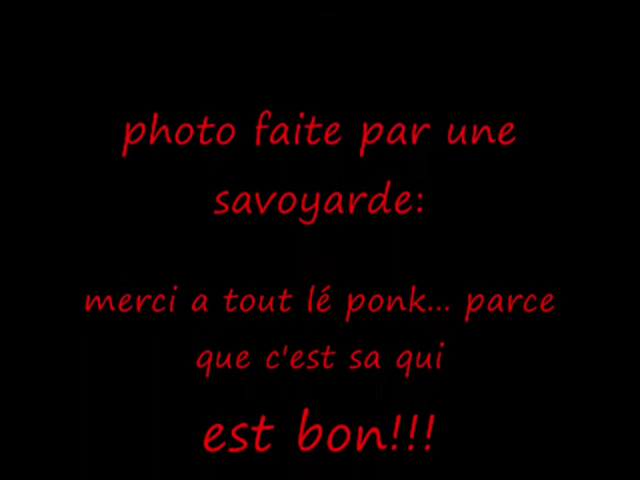 photo faite par une
savoyarde:
merci a tout lé ponk... parce
que c'est sa qui
est bon!!!